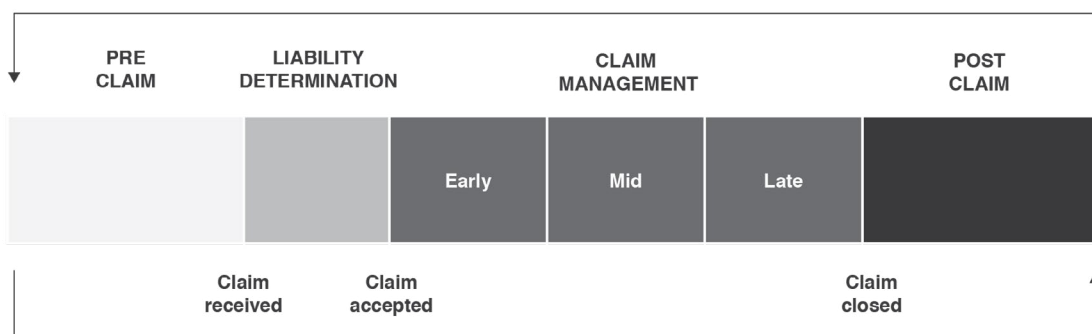 PRE
CLAIM
LIABILITY
DETERMINATION
CLAIM
MANAGEMENT
POST
CLAIM
Early
Mid
Late
Claim
received
Claim
accepted
Claim
closed